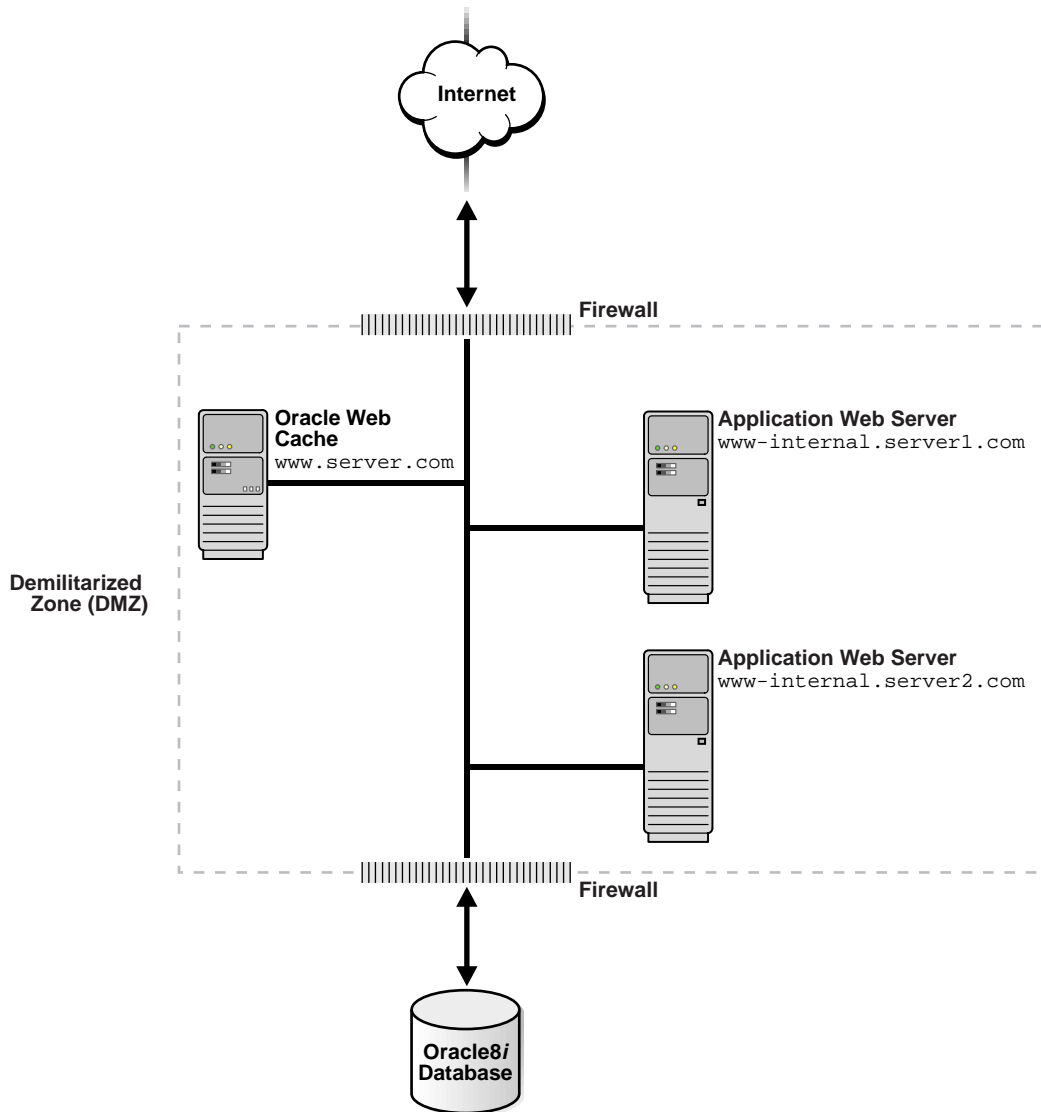 Internet
Firewall
Oracle Web
Cache
www.server.com
Application Web Server
www-internal.server1.com
Demilitarized
Zone (DMZ)
Application Web Server
www-internal.server2.com
Firewall
Oracle8i
Database